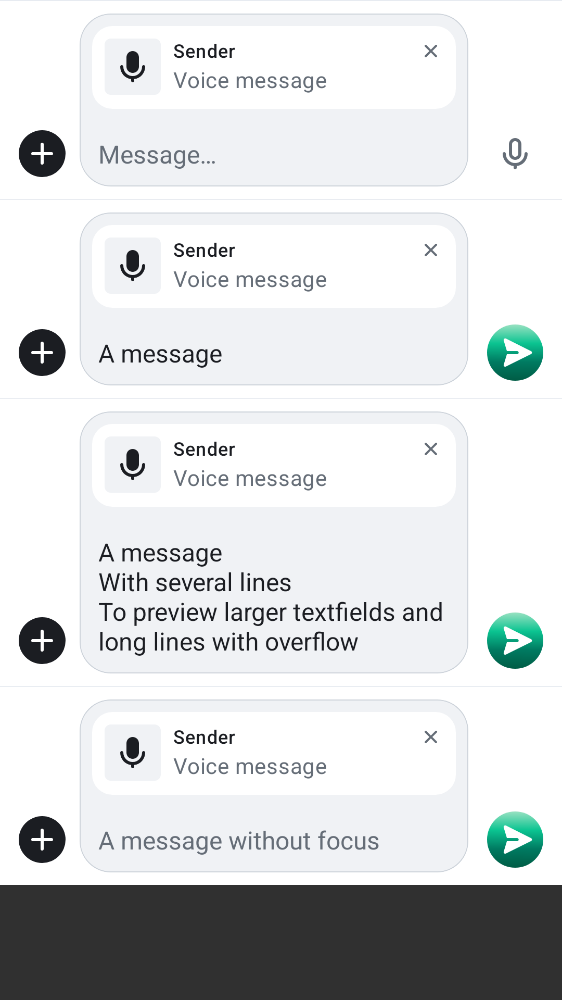 Sender
Voice message
Message…
Sender
Voice message
A message
Sender
Voice message
A message
With several lines
To preview larger textfields and
long lines with overflow
Sender
Voice message
A message without focus